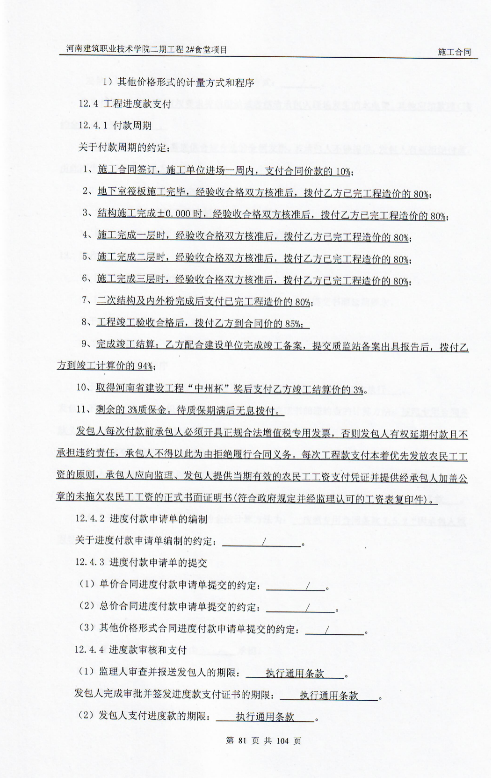 河南建筑职业技术学院二期工程2#食堂项目 施工合同
1）其他价格形式的计量方式和程序
12.4 工程进度款支付
12.4.1 付款周期
关于付款周期的约定：
1、施工合同签订，施工单位进场一周内，支付合同价款的10%；
2、地下室筏板施工完毕，经验收合格双方核准后，拨付乙方已完工程造价的80%；
3、结构施工完成±0.000时，经验收合格双方核准后，拨付乙方已完工程造价的80%；
4、施工完成一层时，经验收合格双方核准后，拨付乙方已完工程造价的80%；
5、施工完成二层时，经验收合格双方核准后，拨付乙方已完工程造价的80%；
6、施工完成三层时，经验收合格双方核准后，拨付乙方已完工程造价的80%；
7、二次结构及内外粉完成后支付已完工程造价的80%；
8、工程竣工验收合格后，拨付乙方到合同价的85%；
9、完成竣工结算；乙方配合建设单位完成竣工备案，提交质监站备案出具报告后，拨付乙
方到竣工计算价的94%；
10、取得河南省建设工程“中州杯”奖后支付乙方竣工结算价的3%。
11、剩余的3%质保金，待质保期满后无息拨付。
发包人每次付款前承包人必须开具正规合法增值税专用发票，否则发包人有权延期付款且不
承担违约责任，承包人不得以此为由拒绝履行合同义务。每次工程款支付本着优先发放农民工工
资的原则，承包人应向监理、发包人提供当期有效的农民工工资支付凭证并提供经承包人加盖公
章的未拖欠农民工工资的正式书面证明书(符合政府规定并经监理认可的工资表复印件)。
12.4.2 进度付款申请单的编制
关于进度付款申请单编制的约定： / 。
12.4.3 进度付款申请单的提交
（1）单价合同进度付款申请单提交的约定： / 。
（2）总价合同进度付款申请单提交的约定： / 。
（3）其他价格形式合同进度付款申请单提交的约定： / 。
12.4.4 进度款审核和支付
（1）监理人审查并报送发包人的期限： 执行通用条款 。
发包人完成审批并签发进度款支付证书的期限： 执行通用条款 。
（2）发包人支付进度款的期限： 执行通用条款 。
第 81 页 共 104 页